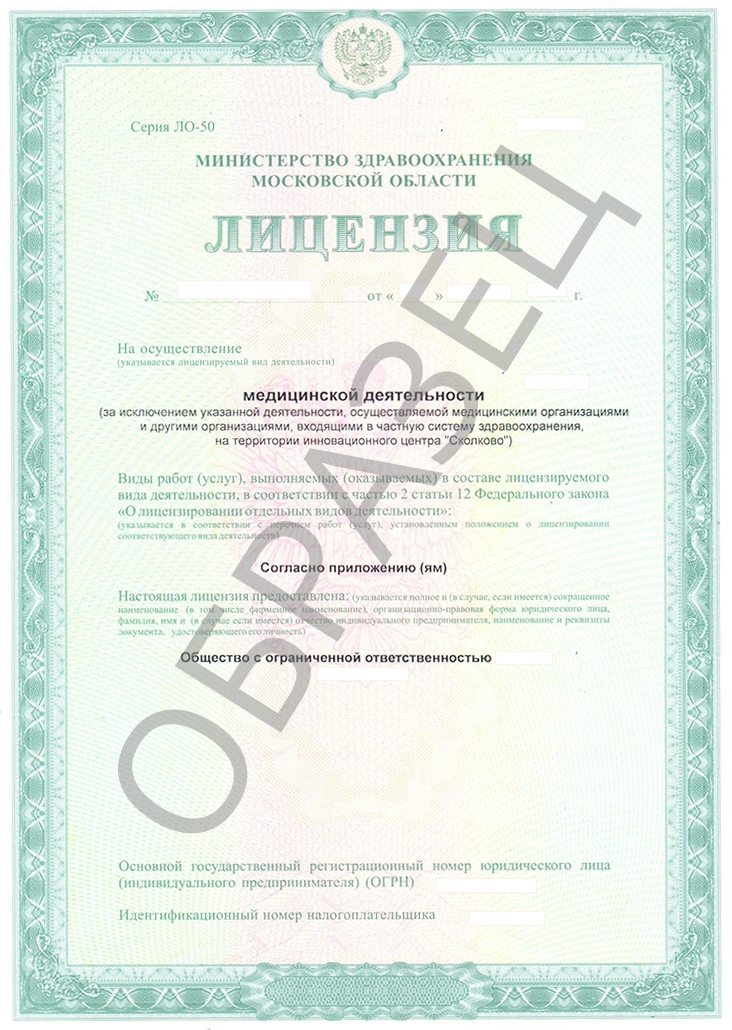 Серия ЛО-50
МИНИСТЕРСТВО ЗДРАВООХРАНЕНИЯ
МОСКОВСКОЙ ОБЛАСТИ
ЛИЦЕНЗИЯ
№ от « » г.
На осуществление
(указывается лицензируемый вид деятельности)
медицинской деятельности
(за исключением указанной деятельности, осуществляемой медицинскими организациями
и другими организациями, входящими в частную систему здравоохранения,
на территории инновационного центра "Сколково")
Виды работ (услуг), выполняемых (оказываемых) в составе лицензируемого
вида деятельности, в соответствии с частью 2 статьи 12 Федерального закона
«О лицензировании отдельных видов деятельности»:
(указывается в соответствии с перечнем работ (услуг), установленным положением о лицензировании
соответствующего вида деятельности)
Согласно приложению (ям)
Настоящая лицензия предоставлена: (указывается полное и (в случае, если имеется) сокращенное
наименование (в том числе фирменное наименование), организационно-правовая форма юридического лица,
фамилия, имя и (в случае если имеется) отчество индивидуального предпринимателя, наименование и реквизиты
документа, удостоверяющего его личность)
Общество с ограниченной ответственностью
Основной государственный регистрационный номер юридического лица
(индивидуального предпринимателя) (ОГРН)
Идентификационный номер налогоплательщика
ОБРАЗЕЦ